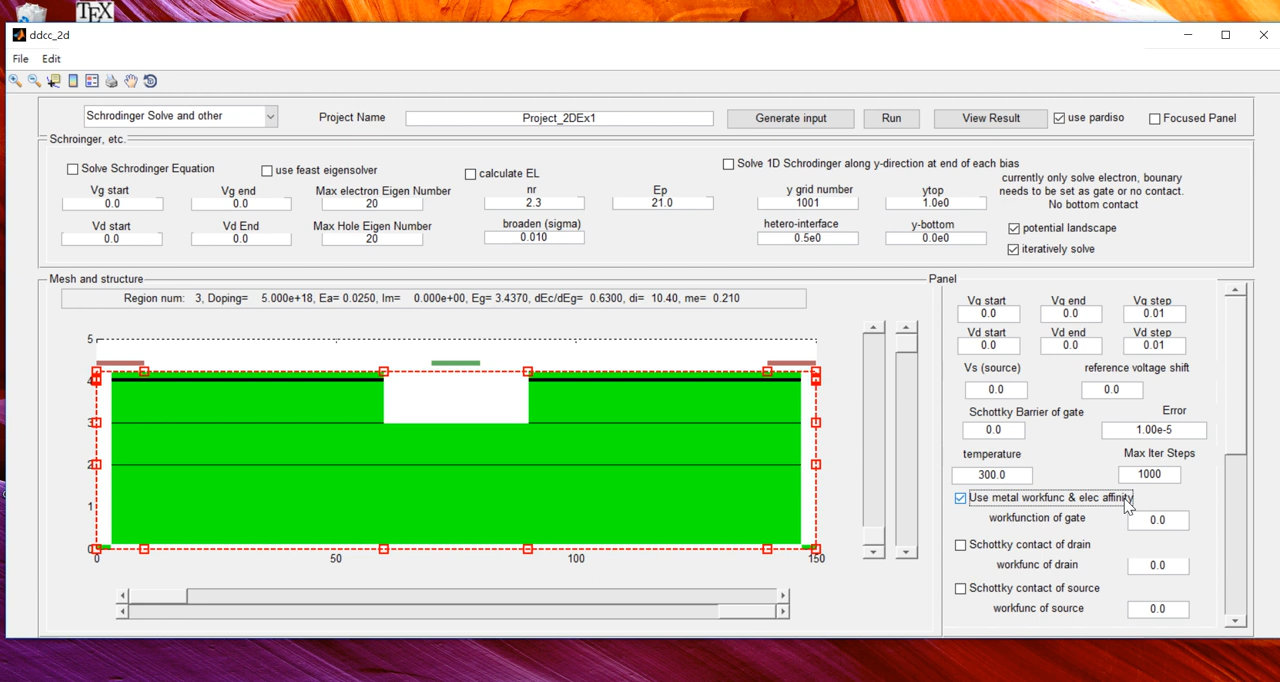 TEX
ddcc_2d
File Edit
Schrodinger Solve and other Project Name Project_2DEx1 Generate input Run View Result use pardiso Focused Panel
Schroinger, etc.
Solve Schrodinger Equation use feast eigensolver calculate EL Solve 1D Schrodinger along y-direction at end of each bias
currently only solve electron, bounary
needs to be set as gate or no contact.
No bottom contact
Vg start Vg end Max electron Eigen Number nr Ep y grid number ytop
0.0 0.0 20 2.3 21.0 1001 1.0e0
Vd start Vd End Max Hole Eigen Number broaden (sigma) hetero-interface y-bottom potential landscape
0.0 0.0 20 0.010 0.5e0 0.0e0 iteratively solve
Mesh and structure
Region num: 3, Doping= 5.000e+18, Ea= 0.0250, Im= 0.000e+00, Eg= 3.4370, dEc/dEg= 0.6300, di= 10.40, me= 0.210
5
4
3
2
1
0
0 50 100 150
Panel
Vg start Vg end Vg step
0.0 0.0 0.01
Vd start Vd end Vd step
0.0 0.0 0.01
Vs (source) reference voltage shift
0.0 0.0
Schottky Barrier of gate Error
0.0 1.00e-5
temperature Max Iter Steps
300.0 1000
Use metal workfunc & elec affinity
workfunction of gate 0.0
Schottky contact of drain
workfunc of drain 0.0
Schottky contact of source
workfunc of source 0.0